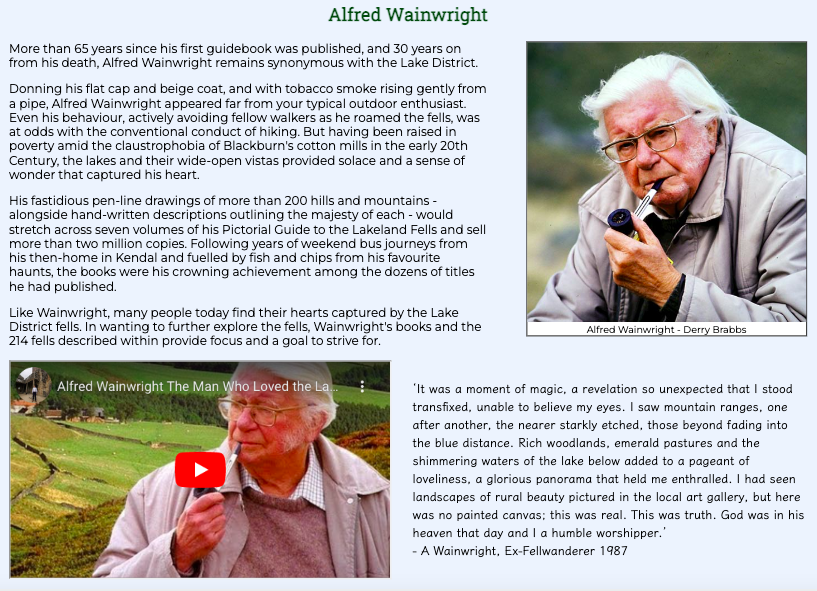 Alfred Wainwright
More than 65 years since his first guidebook was published, and 30 years on
from his death, Alfred Wainwright remains synonymous with the Lake District.
Donning his flat cap and beige coat, and with tobacco smoke rising gently from
a pipe, Alfred Wainwright appeared far from your typical outdoor enthusiast.
Even his behaviour, actively avoiding fellow walkers as he roamed the fells, was
at odds with the conventional conduct of hiking. But having been raised in
poverty amid the claustrophobia of Blackburn's cotton mills in the early 20th
Century, the lakes and their wide-open vistas provided solace and a sense of
wonder that captured his heart.
His fastidious pen-line drawings of more than 200 hills and mountains -
alongside hand-written descriptions outlining the majesty of each - would
stretch across seven volumes of his Pictorial Guide to the Lakeland Fells and sell
more than two million copies. Following years of weekend bus journeys from
his then-home in Kendal and fuelled by fish and chips from his favourite
haunts, the books were his crowning achievement among the dozens of titles
he had published.
Like Wainwright, many people today find their hearts captured by the Lake
District fells. In wanting to further explore the fells, Wainwright's books and the
214 fells described within provide focus and a goal to strive for.
Alfred Wainwright - Derry Brabbs
Alfred Wainwright The Man Who Loved the La...
'It was a moment of magic, a revelation so unexpected that I stood
transfixed, unable to believe my eyes. I saw mountain ranges, one
after another, the nearer starkly etched, those beyond fading into
the blue distance. Rich woodlands, emerald pastures and the
shimmering waters of the lake below added to a pageant of
loveliness, a glorious panorama that held me enthralled. I had seen
landscapes of rural beauty pictured in the local art gallery, but here
was no painted canvas; this was real. This was truth. God was in his
heaven that day and I a humble worshipper.'
- A Wainwright, Ex-Fellwanderer 1987